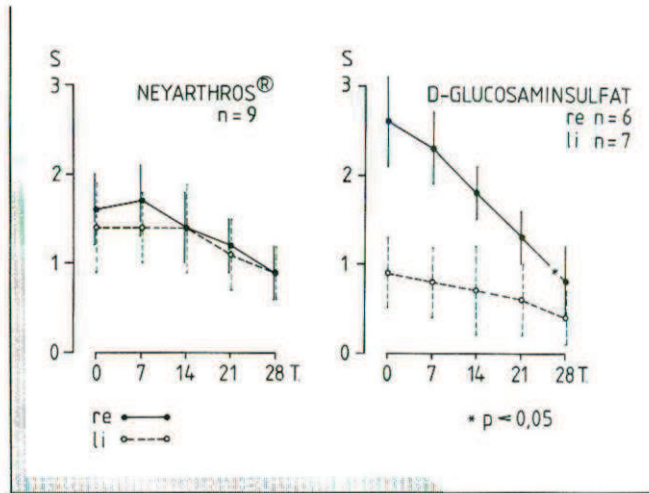 S
3
2
1
0
NEYARTHROS®
n=9
0 7 14 21 28 T.
re
li
S
3
2
1
0
D-GLUCOSAMINSULFAT
re n=6
li n=7
*
0 7 14 21 28 T.
* p < 0,05